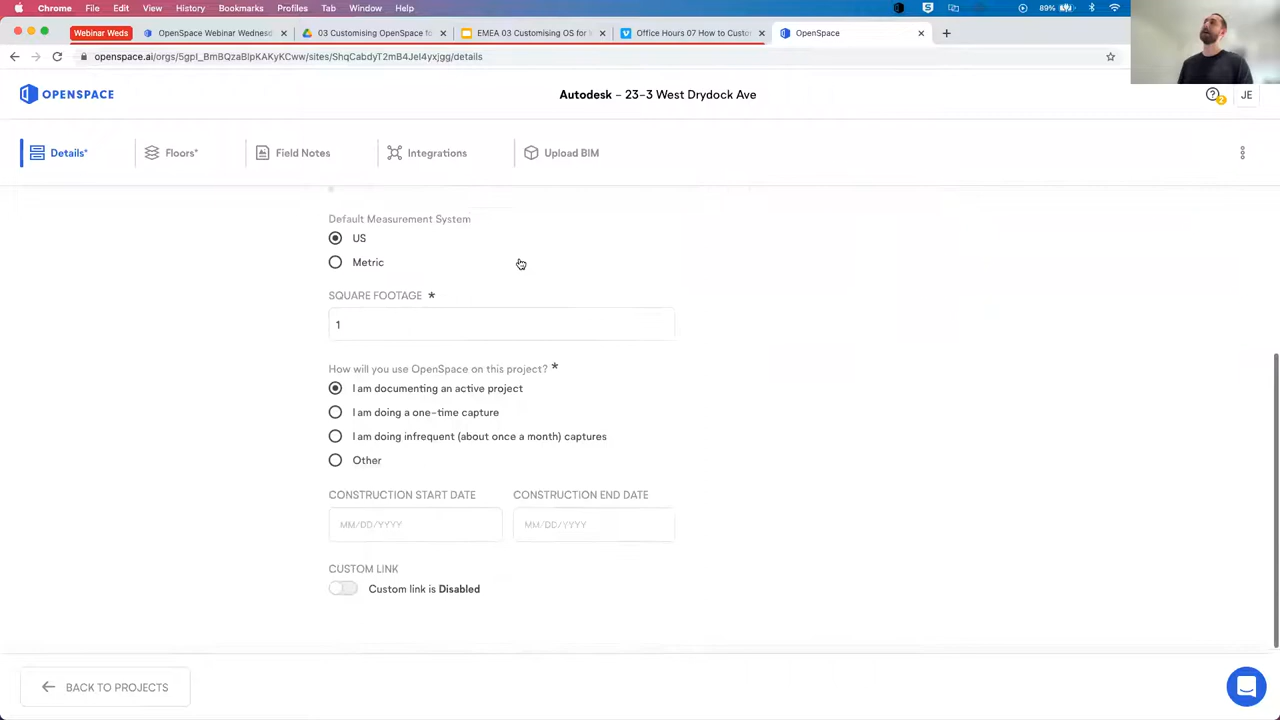 Chrome File Edit View History Bookmarks Profiles Tab Window Help 89%
Webinar Weds OpenSpace Webinar Wednesd 03 Customising OpenSpace fo EMEA 03 Customising OS for Office Hours 07 How to Custor OpenSpace
openspace.ai/orgs/5gpl_BmBQzaBlpKAKyKCww/sites/ShqCabdyT2mB4Jel4yxjgg/details
OPENSPACE Autodesk - 23-3 West Drydock Ave 2 JE
Details* Floors* Field Notes Integrations Upload BIM
Default Measurement System
US
Metric
SQUARE FOOTAGE *
1
How will you use OpenSpace on this project? *
I am documenting an active project
I am doing a one-time capture
I am doing infrequent (about once a month) captures
Other
CONSTRUCTION START DATE CONSTRUCTION END DATE
MM/DD/YYYY MM/DD/YYYY
CUSTOM LINK
Custom link is Disabled
BACK TO PROJECTS